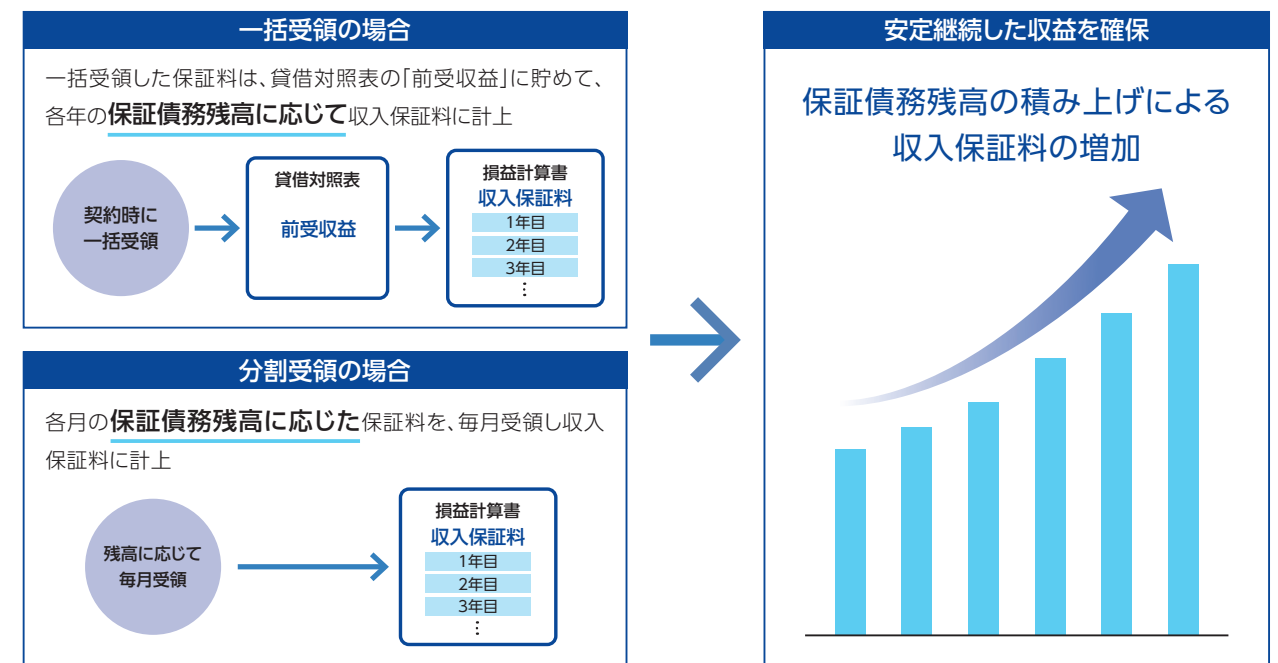 一括受領の場合
一括受領した保証料は、貸借対照表の「前受収益」に貯めて、
各年の保証債務残高に応じて収入保証料に計上
契約時に
一括受領
貸借対照表
前受収益
損益計算書
収入保証料
1年目
2年目
3年目
…
分割受領の場合
各月の保証債務残高に応じた保証料を、毎月受領し収入
保証料に計上
残高に応じて
毎月受領
損益計算書
収入保証料
1年目
2年目
3年目
…
安定継続した収益を確保
保証債務残高の積み上げによる
収入保証料の増加